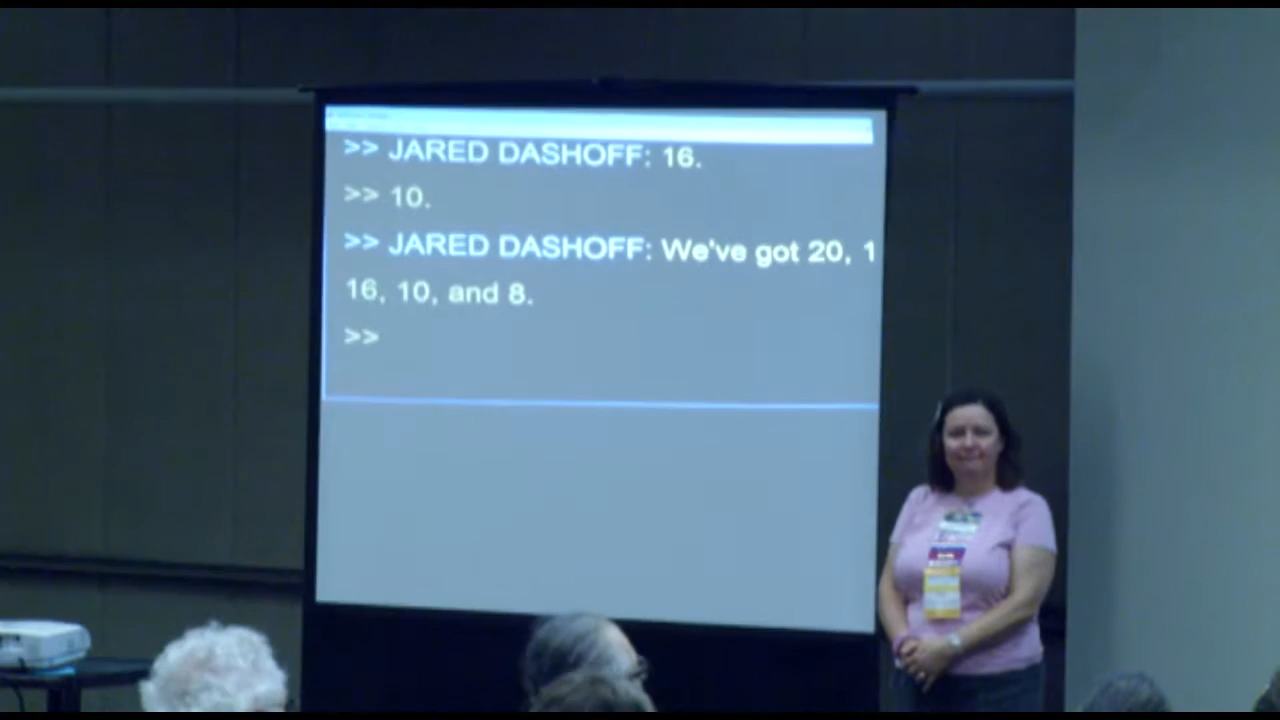 >> JARED DASHOFF: 16.
>> 10.
>> JARED DASHOFF: We've got 20, 1
16, 10, and 8.
>>